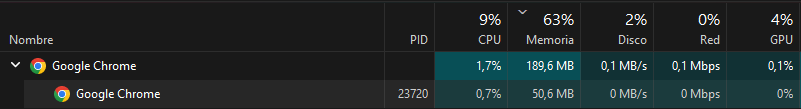 9% 63% 2% 0% 4%
Nombre PID CPU Memoria Disco Red GPU
Google Chrome 1,7% 189,6 MB 0,1 MB/s 0,1 Mbps 0,1%
Google Chrome 23720 0,7% 50,6 MB 0 MB/s 0 Mbps 0%